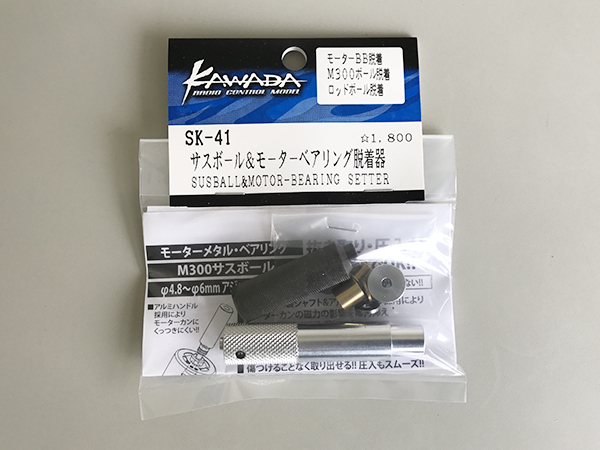 KAWADA
RADIO CONTROL MODEL
モーターBB脱着
M300ボール脱着
ロッドボール脱着
SK-41
☆1.800
サスボール&モーターベアリング脱着器
SUSBALL&MOTOR-BEARING SETTER
モーターメタル・ベアリング
M300サスボール
φ4.8〜φ6mmア
■アルミハンドル
採用により
モーターカンに
くっつきにくい!!
■傷つけることなく取り出せる!!圧入もスムーズ!